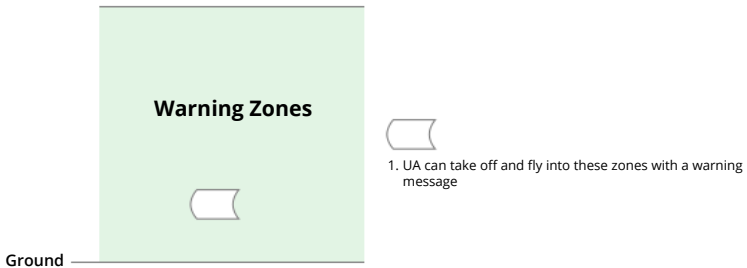 Warning Zones
1. UA can take off and fly into these zones with a warning
message
Ground